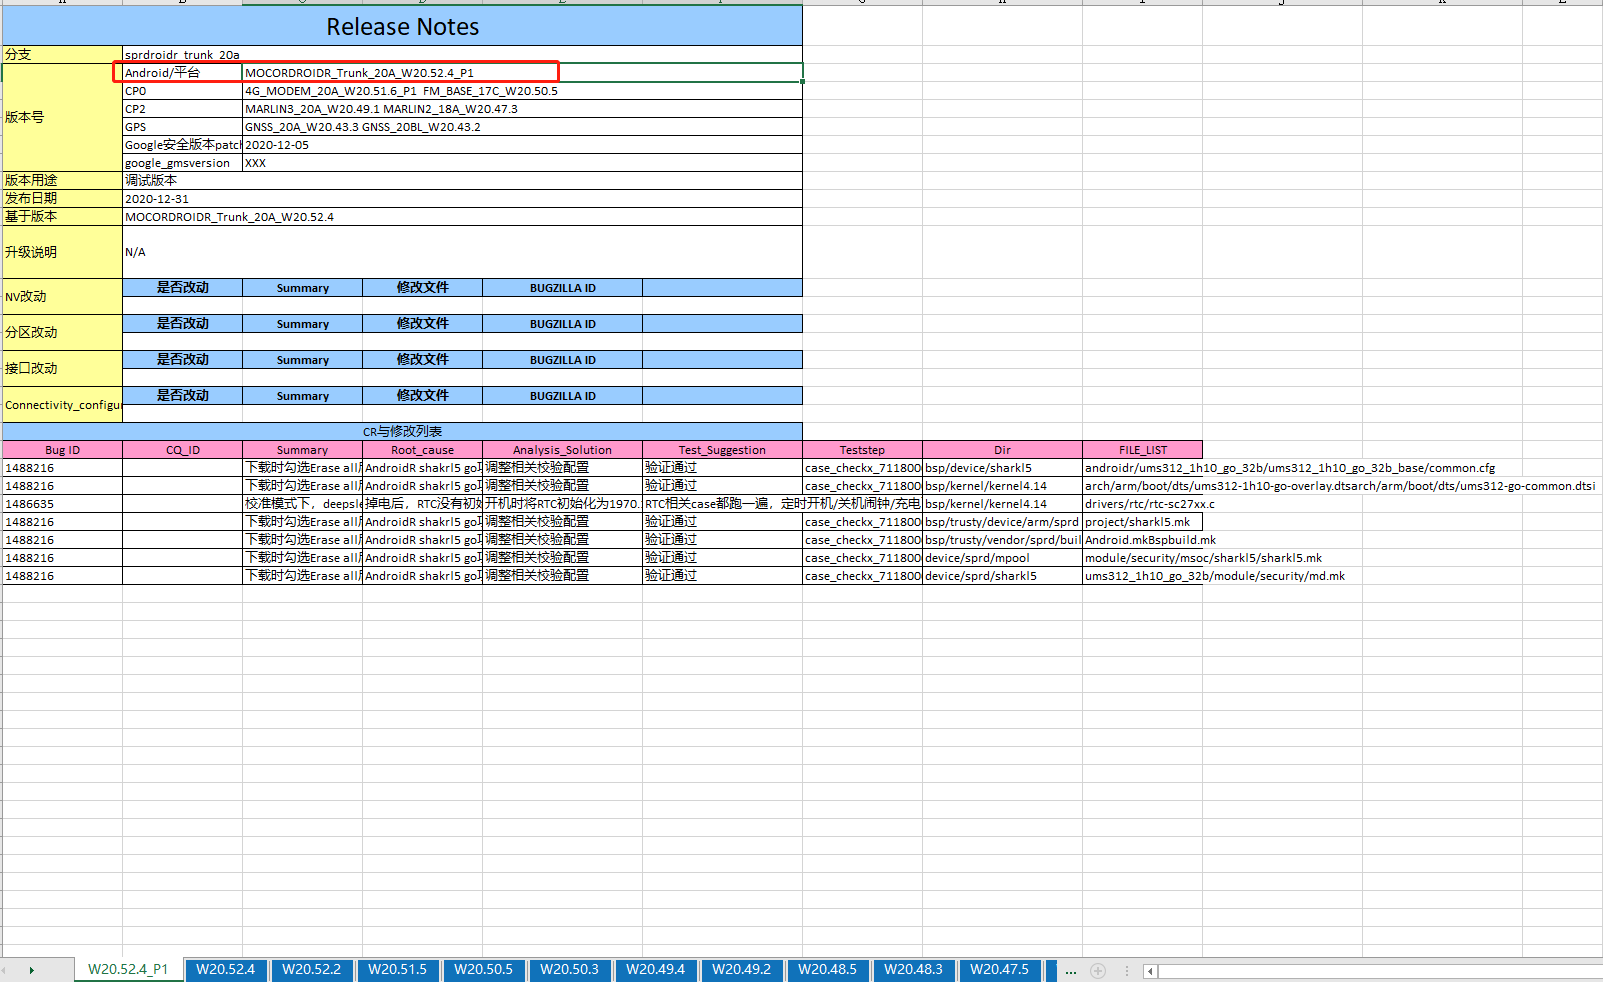 Release Notes
分支 sprdroidr_trunk_20a
版本号
Android/平台 MOCORDROIDR_Trunk_20A_W20.52.4_P1
CP0 4G_MODEM_20A_W20.51.6_P1 FM_BASE_17C_W20.50.5
CP2 MARLIN3_20A_W20.49.1 MARLIN2_18A_W20.47.3
GPS GNSS_20A_W20.43.3 GNSS_20BL_W20.43.2
Google安全版本patch 2020-12-05
google_gmsversion XXX
版本用途 调试版本
发布日期 2020-12-31
基于版本 MOCORDROIDR_Trunk_20A_W20.52.4
升级说明 N/A
NV改动 是否改动 Summary 修改文件 BUGZILLA ID
分区改动 是否改动 Summary 修改文件 BUGZILLA ID
接口改动 是否改动 Summary 修改文件 BUGZILLA ID
Connectivity_configur 是否改动 Summary 修改文件 BUGZILLA ID
CR与修改列表
Bug ID CQ_ID Summary Root_cause Analysis_Solution Test_Suggestion Teststep Dir FILE_LIST
1488216 下载时勾选Erase all AndroidR shakrl5 go 调整相关校验配置 验证通过 case_checkx_711800 bsp/device/sharkl5 androidr/ums312_1h10_go_32b/ums312_1h10_go_32b_base/common.cfg
1488216 下载时勾选Erase all AndroidR shakrl5 go 调整相关校验配置 验证通过 case_checkx_711800 bsp/kernel/kernel4.14 arch/arm/boot/dts/ums312-1h10-go-overlay.dtsarch/arm/boot/dts/ums312-go-common.dtsi
1486635 校准模式下，deepsle 掉电后，RTC没有初始 开机时将RTC初始化为1970. RTC相关case都跑一遍，定时开机/关机闹钟/充电 bsp/kernel/kernel4.14 drivers/rtc/rtc-sc27xx.c
1488216 下载时勾选Erase all AndroidR shakrl5 go 调整相关校验配置 验证通过 case_checkx_711800 bsp/trusty/device/arm/sprd project/sharkl5.mk
1488216 下载时勾选Erase all AndroidR shakrl5 go 调整相关校验配置 验证通过 case_checkx_711800 bsp/trusty/vendor/sprd/buil Android.mkBspbuild.mk
1488216 下载时勾选Erase all AndroidR shakrl5 go 调整相关校验配置 验证通过 case_checkx_711800 device/sprd/mpool module/security/msoc/sharkl5/sharkl5.mk
1488216 下载时勾选Erase all AndroidR shakrl5 go 调整相关校验配置 验证通过 case_checkx_711800 device/sprd/sharkl5 ums312_1h10_go_32b/module/security/md.mk
W20.52.4_P1 W20.52.4 W20.52.2 W20.51.5 W20.50.5 W20.50.3 W20.49.4 W20.49.2 W20.48.5 W20.48.3 W20.47.5 ...